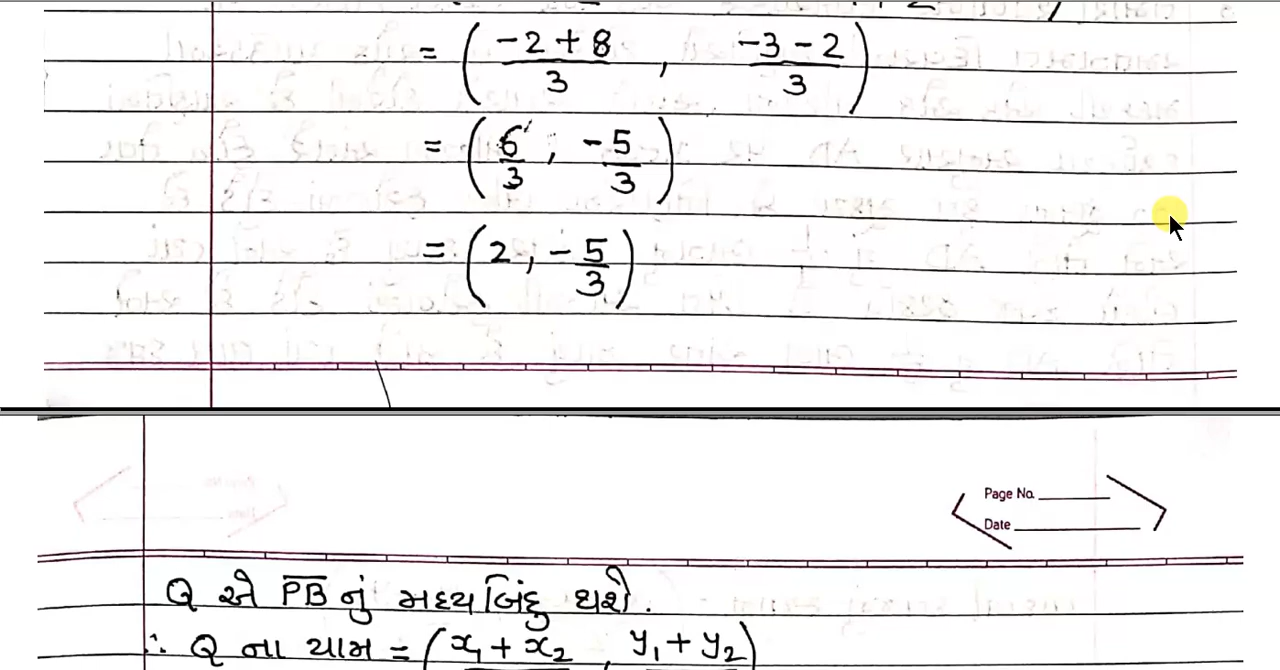 = ( (-2 + 8)/3 , (-3 - 2)/3 )
= ( 6/3 , -5/3 )
= ( 2 , -5/3 )
Page No.
Date
Q એ PB નું મધ્યબિંદુ થશે.
∴ Q ના યામ = ( x₁ + x₂ , y₁ + y₂ )